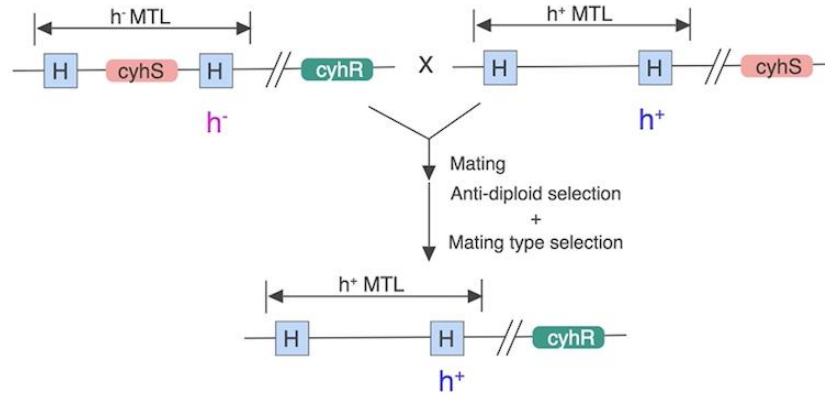 h⁻ MTL
h⁺ MTL
H cyhS H cyhR X H H cyhS
h⁻
h⁺
Mating
Anti-diploid selection
+
Mating type selection
h⁺ MTL
H H cyhR
h⁺